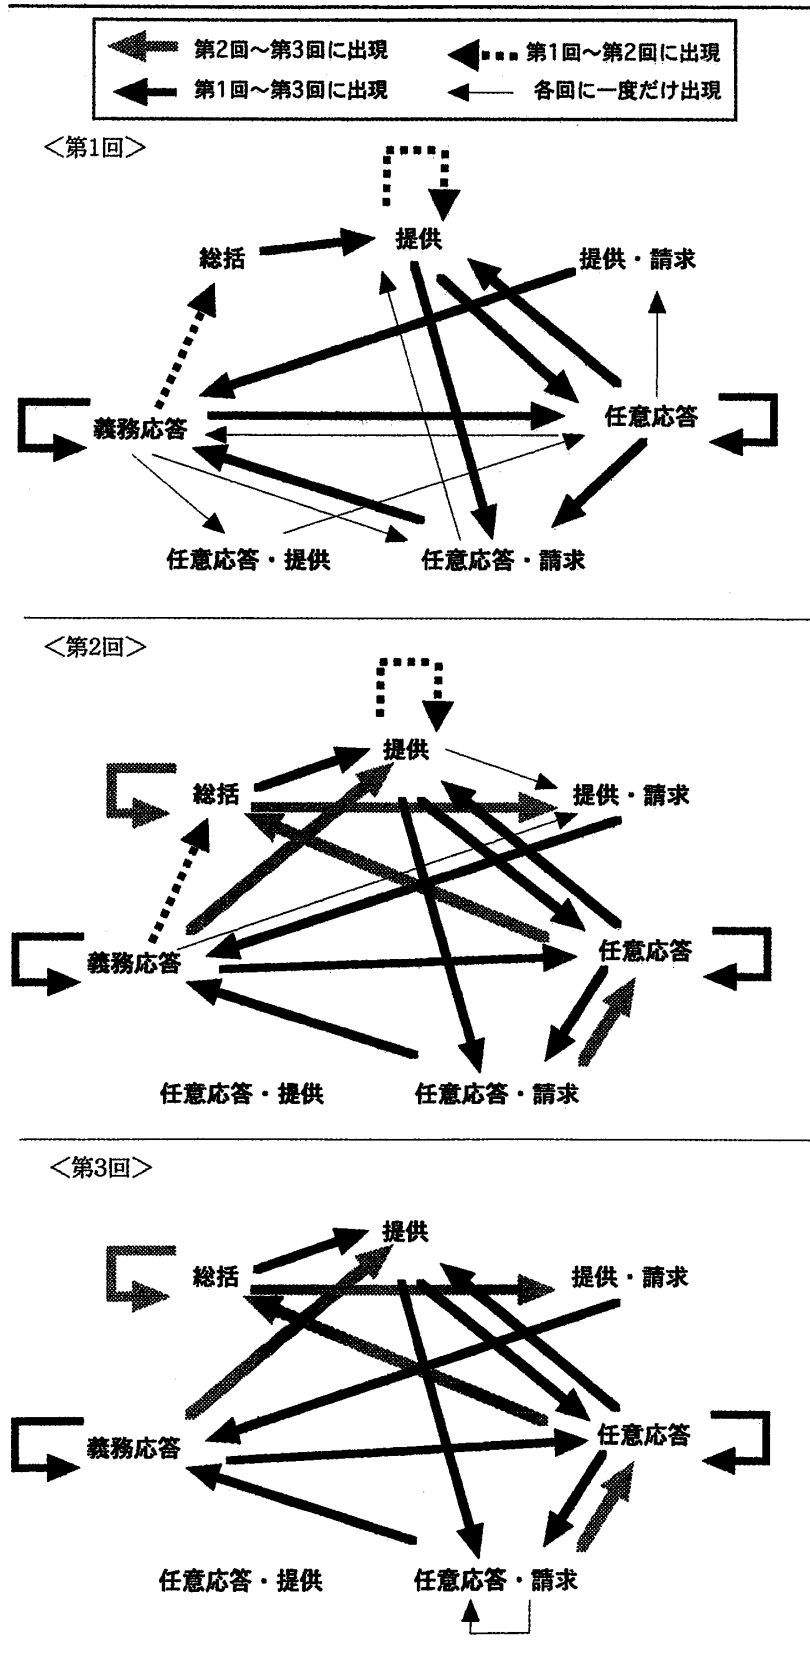 第2回～第3回に出現 第1回～第2回に出現
第1回～第3回に出現 各回に一度だけ出現
＜第1回＞
提供
総括 提供・請求
義務応答 任意応答
任意応答・提供 任意応答・請求
＜第2回＞
提供
総括 提供・請求
義務応答 任意応答
任意応答・提供 任意応答・請求
＜第3回＞
提供
総括 提供・請求
義務応答 任意応答
任意応答・提供 任意応答・請求